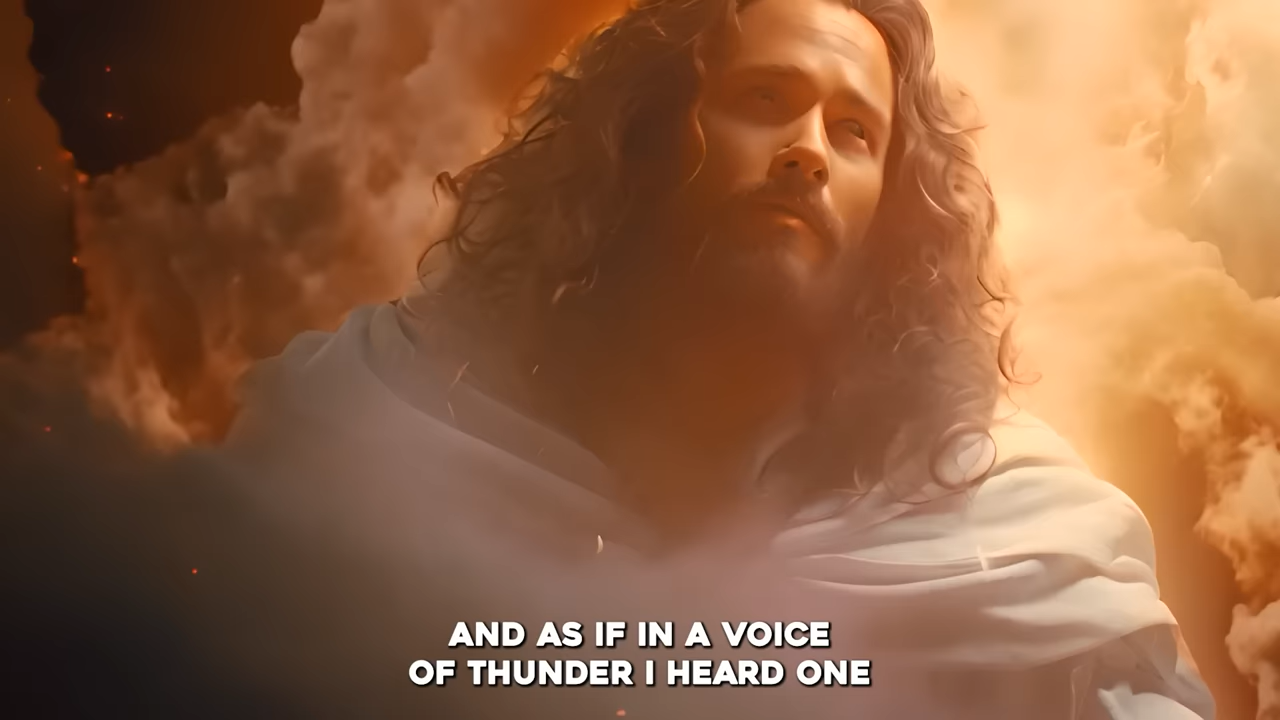 AND AS IF IN A VOICE
OF THUNDER I HEARD ONE